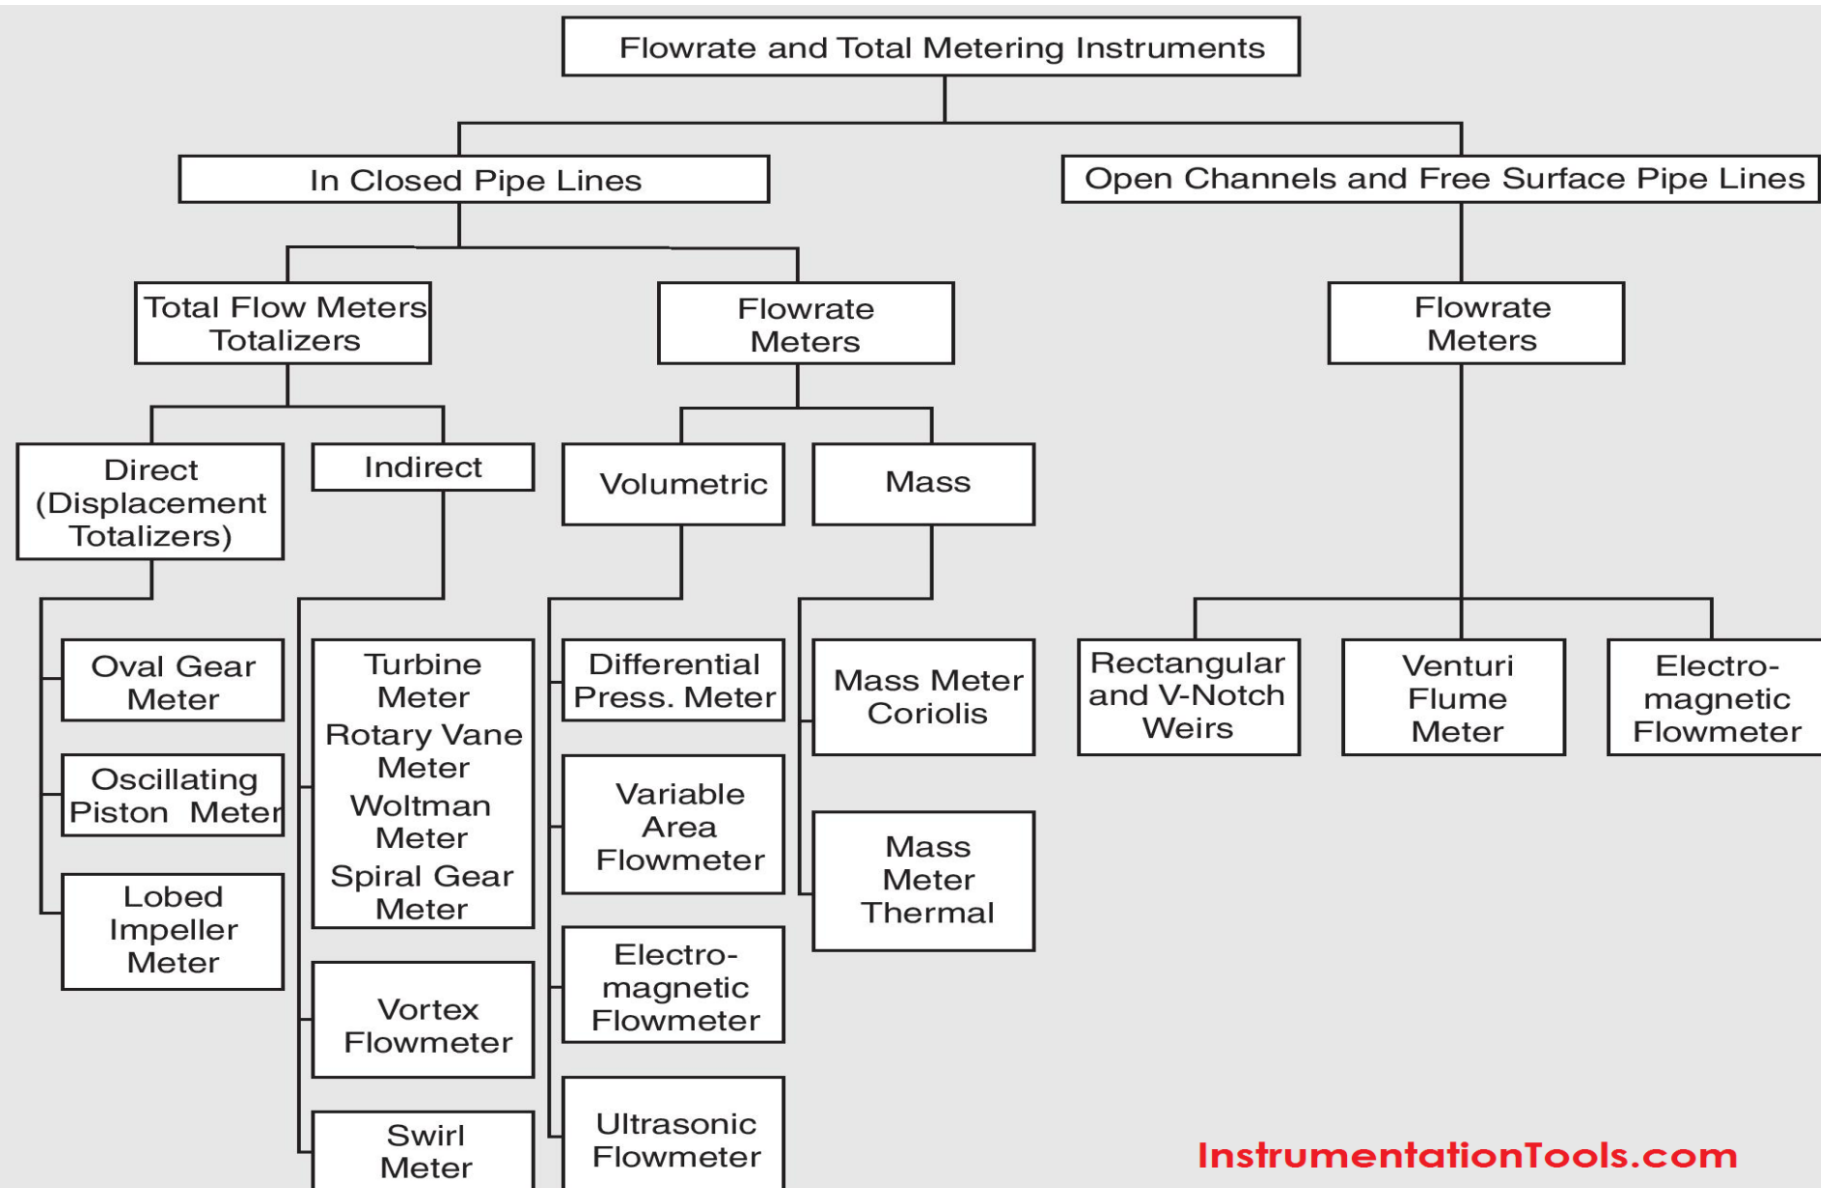 Flowrate and Total Metering Instruments
In Closed Pipe Lines
Open Channels and Free Surface Pipe Lines
Total Flow Meters
Totalizers
Flowrate
Meters
Flowrate
Meters
Direct
(Displacement
Totalizers)
Indirect
Volumetric
Mass
Oval Gear
Meter
Oscillating
Piston Meter
Lobed
Impeller
Meter
Turbine
Meter
Rotary Vane
Meter
Woltman
Meter
Spiral Gear
Meter
Vortex
Flowmeter
Swirl
Meter
Differential
Press. Meter
Variable
Area
Flowmeter
Electro-
magnetic
Flowmeter
Ultrasonic
Flowmeter
Mass Meter
Coriolis
Mass
Meter
Thermal
Rectangular
and V-Notch
Weirs
Venturi
Flume
Meter
Electro-
magnetic
Flowmeter
InstrumentationTools.com